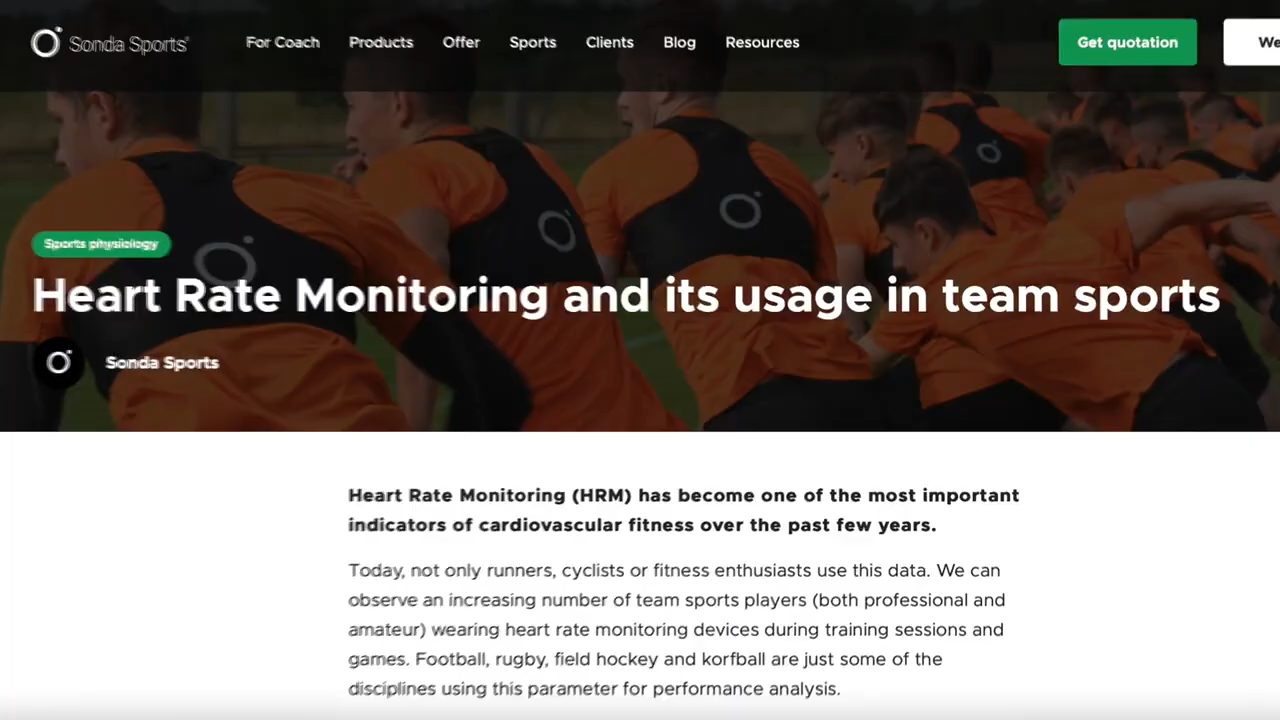 Sonda Sports®
For Coach
Products
Offer
Sports
Clients
Blog
Resources
Get quotation
We
Sports physiology
Heart Rate Monitoring and its usage in team sports
Sonda Sports
Heart Rate Monitoring (HRM) has become one of the most important
indicators of cardiovascular fitness over the past few years.
Today, not only runners, cyclists or fitness enthusiasts use this data. We can
observe an increasing number of team sports players (both professional and
amateur) wearing heart rate monitoring devices during training sessions and
games. Football, rugby, field hockey and korfball are just some of the
disciplines using this parameter for performance analysis.